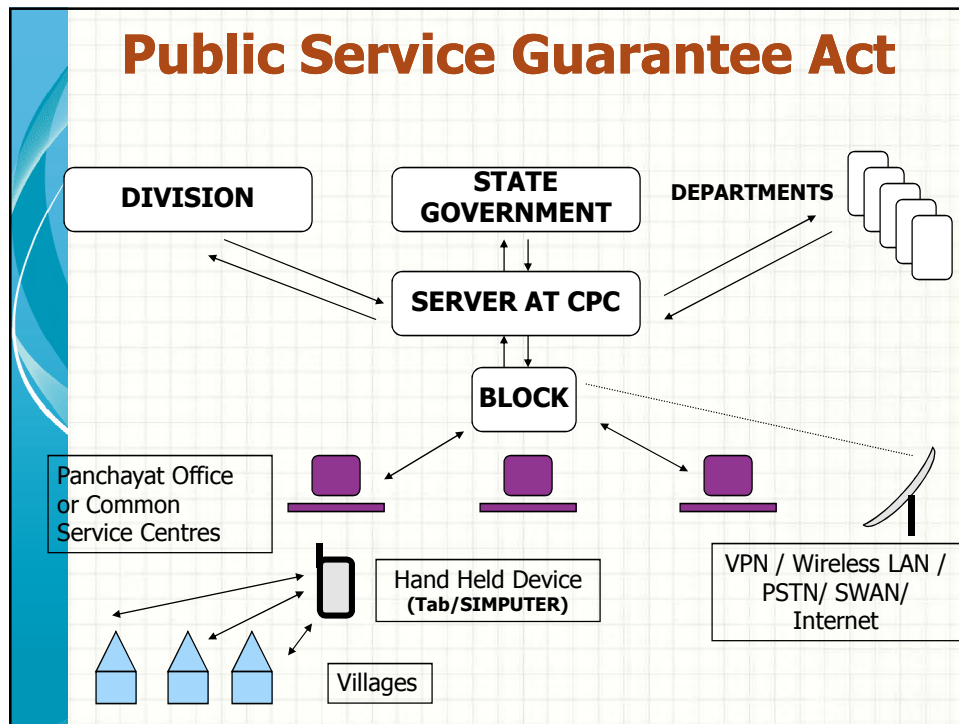 Public Service Guarantee Act
DIVISION
STATE
GOVERNMENT
DEPARTMENTS
SERVER AT CPC
BLOCK
Panchayat Office
or Common
Service Centres
Hand Held Device
(Tab/SIMPUTER)
VPN / Wireless LAN /
PSTN/ SWAN/
Internet
Villages